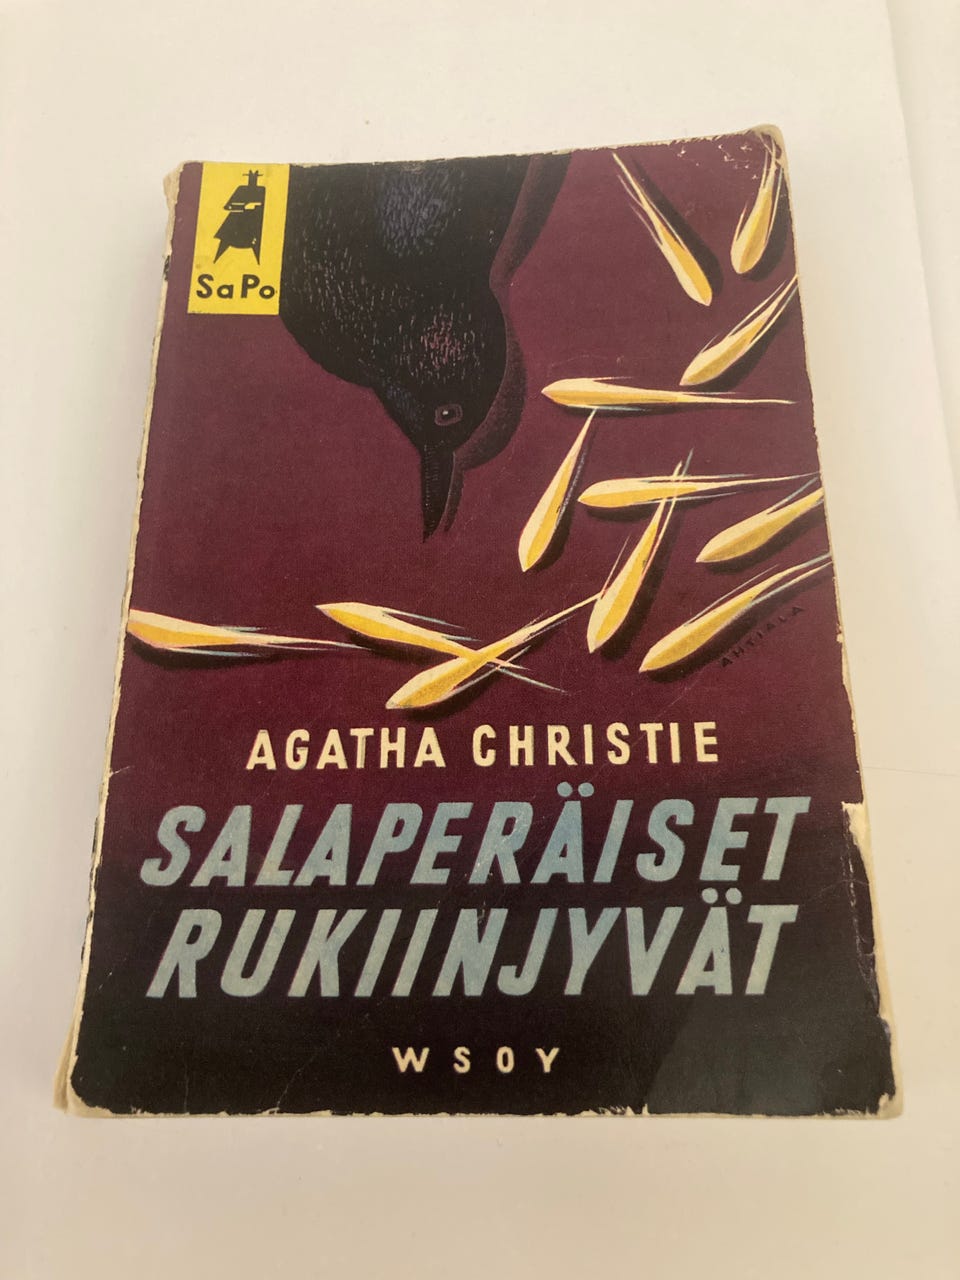 SaPo
AHTIALA
AGATHA CHRISTIE
SALAPERÄISET
RUKIINJYVÄT
WSOY